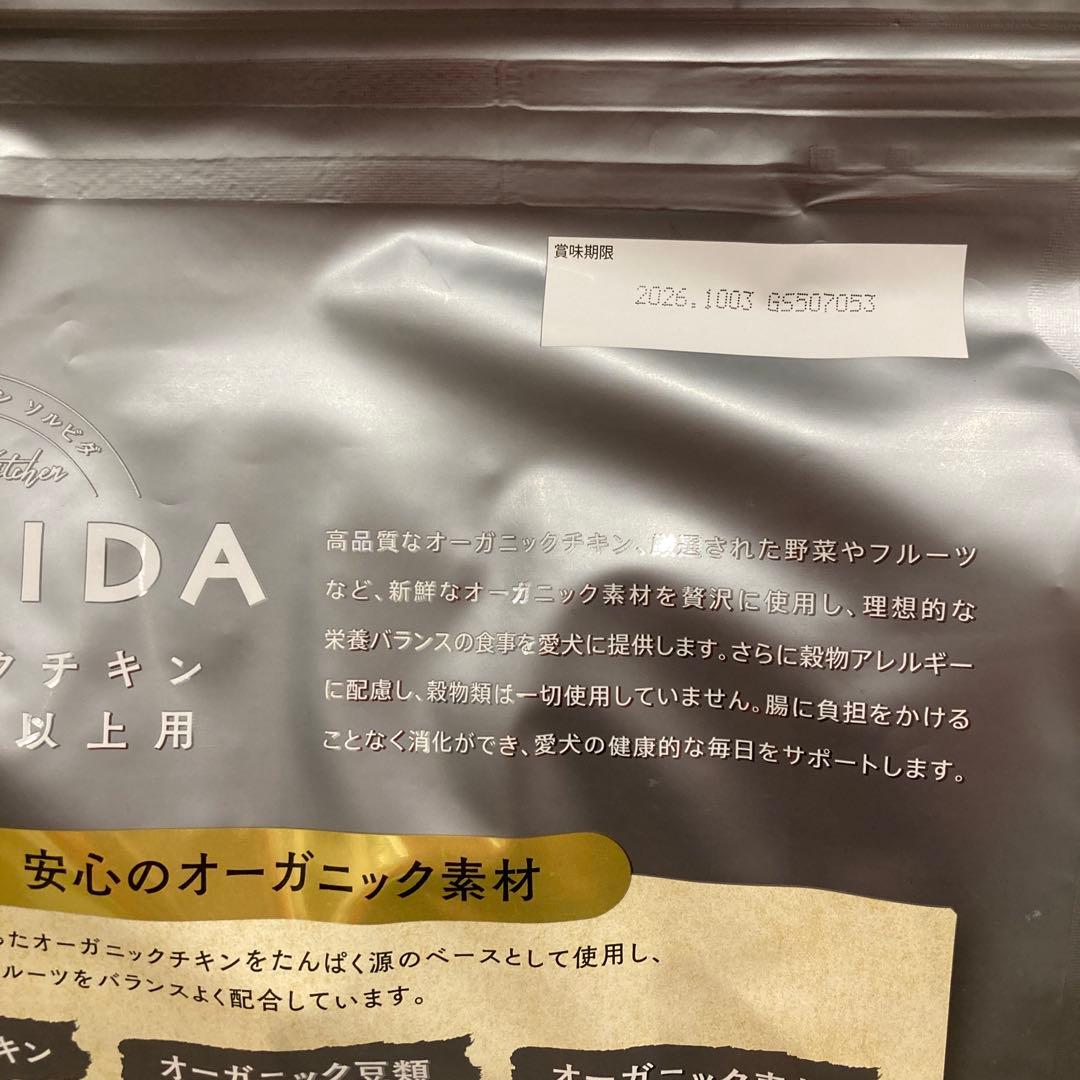 賞味期限
2026.1003 GS507053
ソルビダ
Kitchen
IDA
クチキン
以上用
高品質なオーガニックチキン、厳選された野菜やフルーツ
など、新鮮なオーガニック素材を贅沢に使用し、理想的な
栄養バランスの食事を愛犬に提供します。さらに穀物アレルギー
に配慮し、穀物類は一切使用していません。腸に負担をかける
ことなく消化ができ、愛犬の健康的な毎日をサポートします。
安心のオーガニック素材
ったオーガニックチキンをたんぱく源のベースとして使用し、
ルーツをバランスよく配合しています。
キン
オーガニック豆類